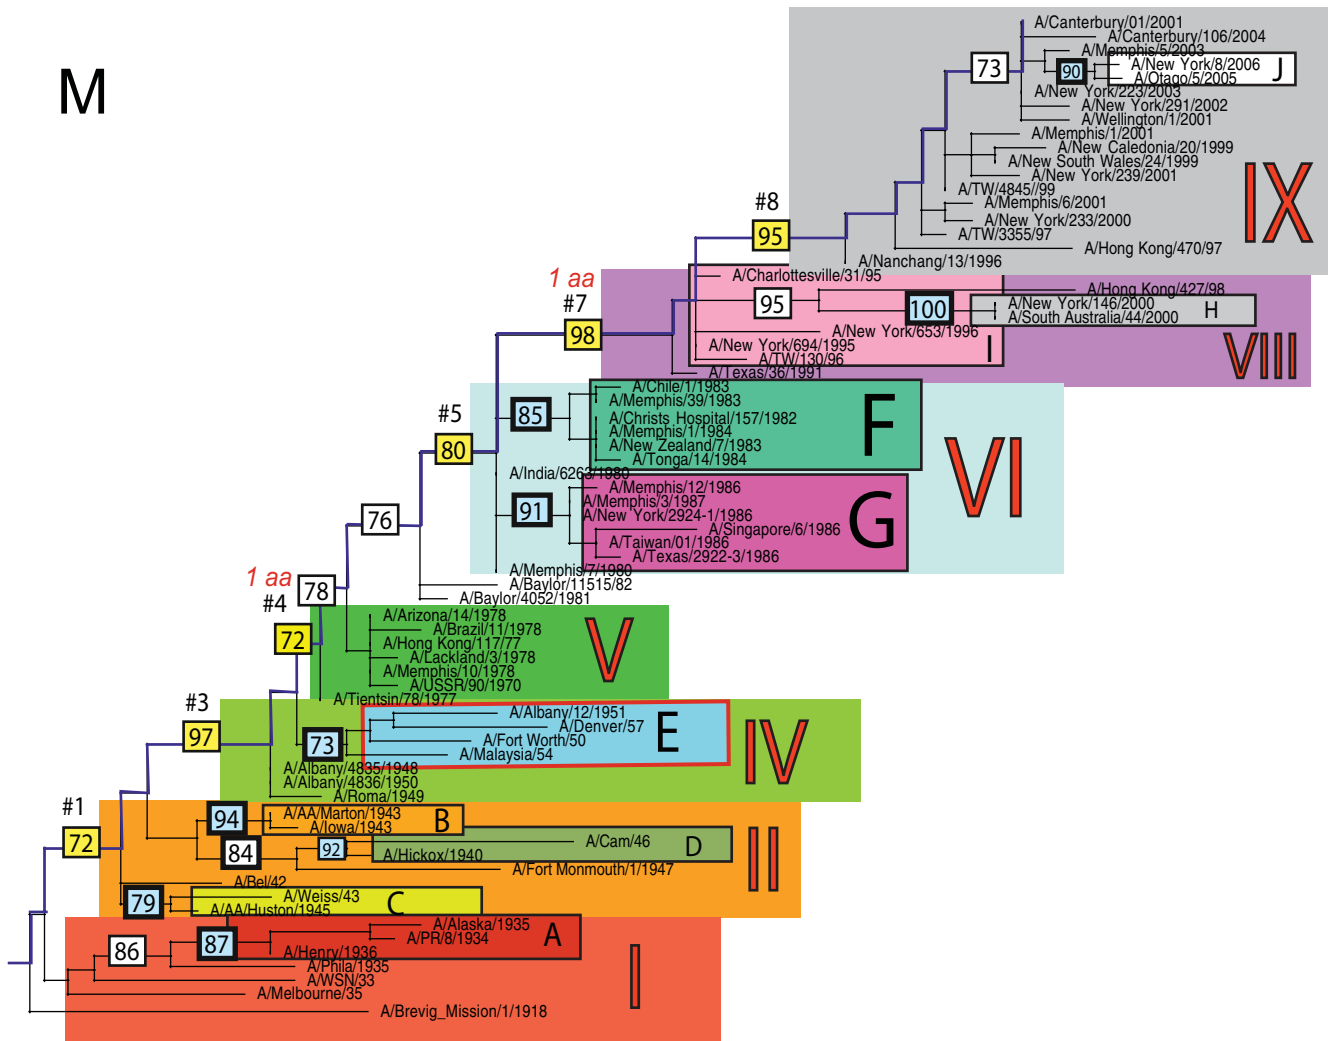 M
A/Canterbury/01/2001
A/Canterbury/106/2004
A/Memphis/5/2003
73
90
A/New York/8/2006
J
A/Otago/5/2005
A/New York/223/2003
A/New York/291/2002
A/Wellington/1/2001
A/Memphis/1/2001
A/New Caledonia/20/1999
A/New South Wales/24/1999
A/New York/239/2001
IX
A/TW/4845//99
A/Memphis/6/2001
#8
A/New York/233/2000
95
A/TW/3355/97
A/Hong Kong/470/97
A/Nanchang/13/1996
1 aa
A/Charlottesville/31/95
#7
A/Hong Kong/427/98
95
100
A/New York/146/2000
H
A/South Australia/44/2000
98
A/New York/653/1996
A/New York/694/1995
I
VIII
A/TW/130/96
A/Texas/36/1991
A/Chile/1/1983
A/Memphis/39/1983
#5
85
A/Christs Hospital/157/1982
F
A/Memphis/1/1984
80
A/New Zealand/7/1983
A/Tonga/14/1984
A/India/6263/1980
VI
A/Memphis/12/1986
A/Memphis/3/1987
91
A/New York/2924-1/1986
G
76
A/Singapore/6/1986
A/Taiwan/01/1986
A/Texas/2922-3/1986
A/Memphis/7/1980
1 aa
A/Baylor/11515/82
78
#4
A/Baylor/4052/1981
A/Arizona/14/1978
A/Brazil/11/1978
72
A/Hong Kong/117/77
V
A/Lackland/3/1978
A/Memphis/10/1978
A/USSR/90/1970
A/Tientsin/78/1977
#3
A/Albany/12/1951
A/Denver/57
E
97
73
A/Fort Worth/50
A/Malaysia/54
IV
A/Albany/4835/1948
A/Albany/4836/1950
A/Roma/1949
#1
94
A/AA/Marton/1943
B
A/Iowa/1943
72
84
92
A/Cam/46
D
A/Hickox/1940
II
A/Fort Monmouth/1/1947
A/Bel/42
79
A/Weiss/43
C
A/AA/Huston/1945
A/Alaska/1935
86
87
A/PR/8/1934
A
A/Henry/1936
A/Phila/1935
A/WSN/33
I
A/Melbourne/35
A/Brevig_Mission/1/1918